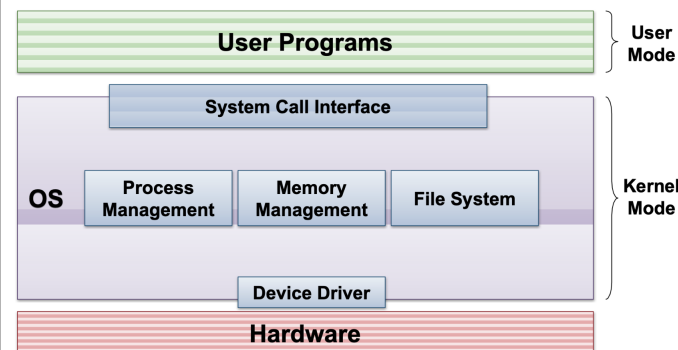 User Programs
User
Mode
System Call Interface
OS
Process
Management
Memory
Management
File System
Kernel
Mode
Device Driver
Hardware